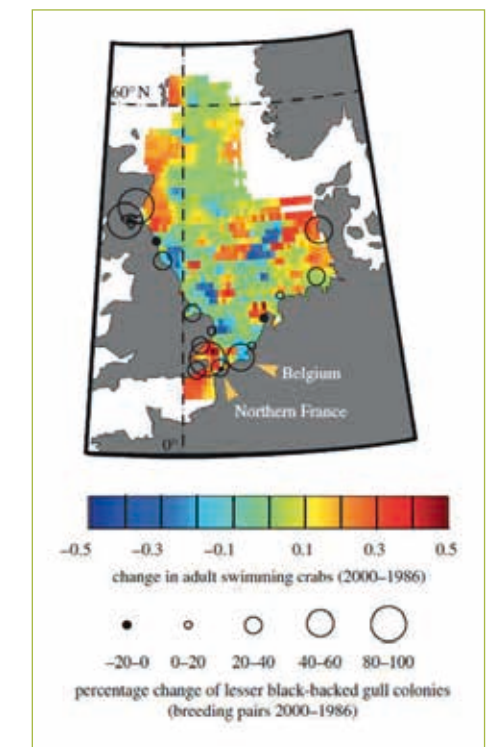 60° N
Belgium
Northern France
0°
−0.5 −0.3 −0.1 0.1 0.3 0.5
change in adult swimming crabs (2000–1986)
−20–0 0–20 20–40 40–60 80–100
percentage change of lesser black-backed gull colonies
(breeding pairs 2000–1986)